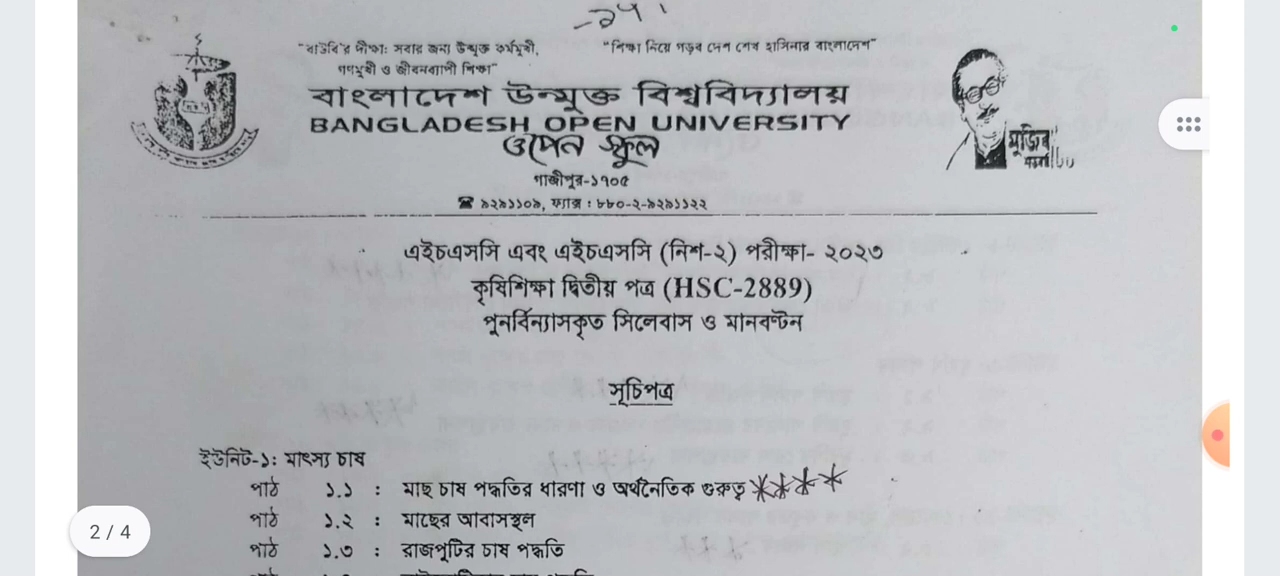 "বাউবি'র দীক্ষা: সবার জন্য উন্মুক্ত কর্মমুখী,
গণমুখী ও জীবনব্যাপী শিক্ষা"
"শিক্ষা নিয়ে গড়ব দেশ শেখ হাসিনার বাংলাদেশ"
বাংলাদেশ উন্মুক্ত বিশ্ববিদ্যালয়
BANGLADESH OPEN UNIVERSITY
ওপেন স্কুল
গাজীপুর-১৭০৫
☎ ৯২৯১১০৯, ফ্যাক্স : ৮৮০-২-৯২৯১১২২
মুজিব
এইচএসসি এবং এইচএসসি (নিশ-২) পরীক্ষা- ২০২৩
কৃষিশিক্ষা দ্বিতীয় পত্র (HSC-2889)
পুনর্বিন্যাসকৃত সিলেবাস ও মানবণ্টন
সূচিপত্র
ইউনিট-১: মাৎস্য চাষ
পাঠ ১.১ : মাছ চাষ পদ্ধতির ধারণা ও অর্থনৈতিক গুরুত্ব
পাঠ ১.২ : মাছের আবাসস্থল
পাঠ ১.৩ : রাজপুটির চাষ পদ্ধতি
2 / 4